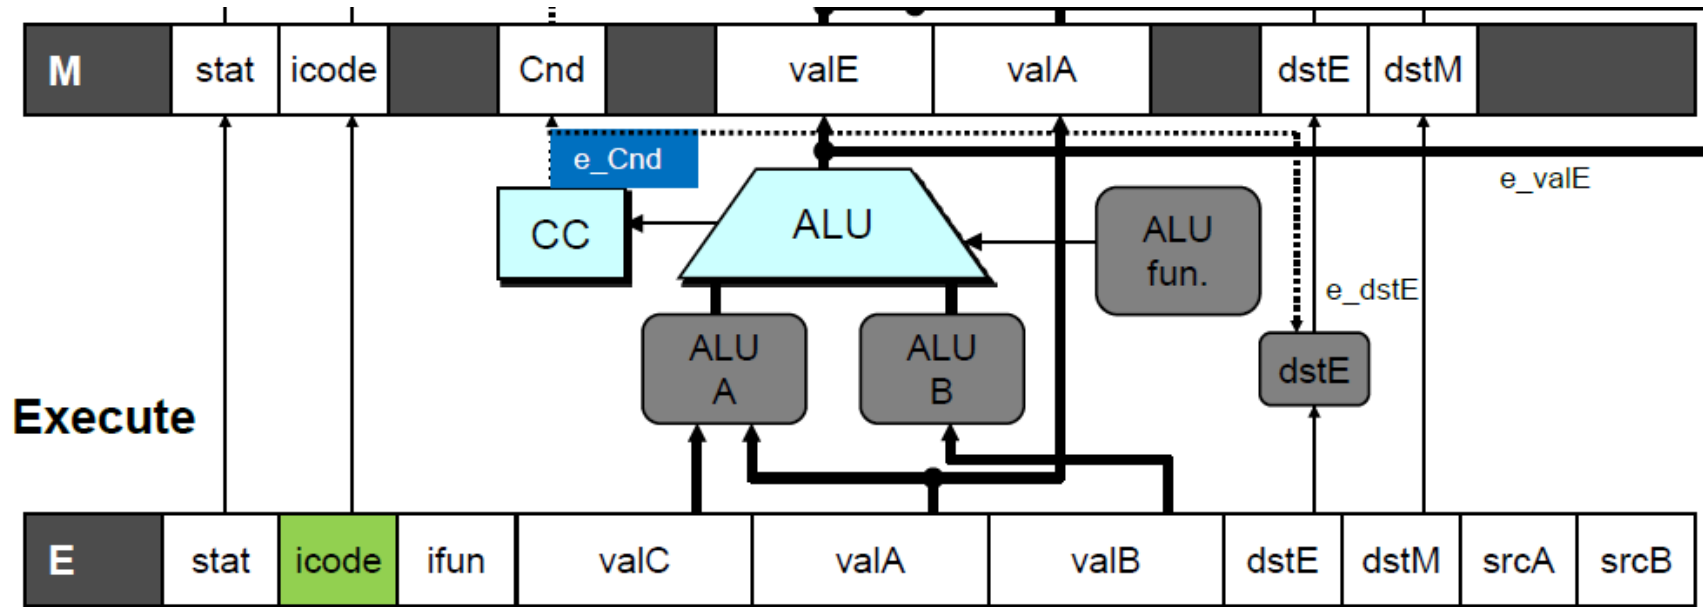 M stat icode Cnd valE valA dstE dstM
e_Cnd
e_valE
CC
ALU
ALU
fun.
e_dstE
ALU
A
ALU
B
dstE
Execute
E stat icode ifun valC valA valB dstE dstM srcA srcB